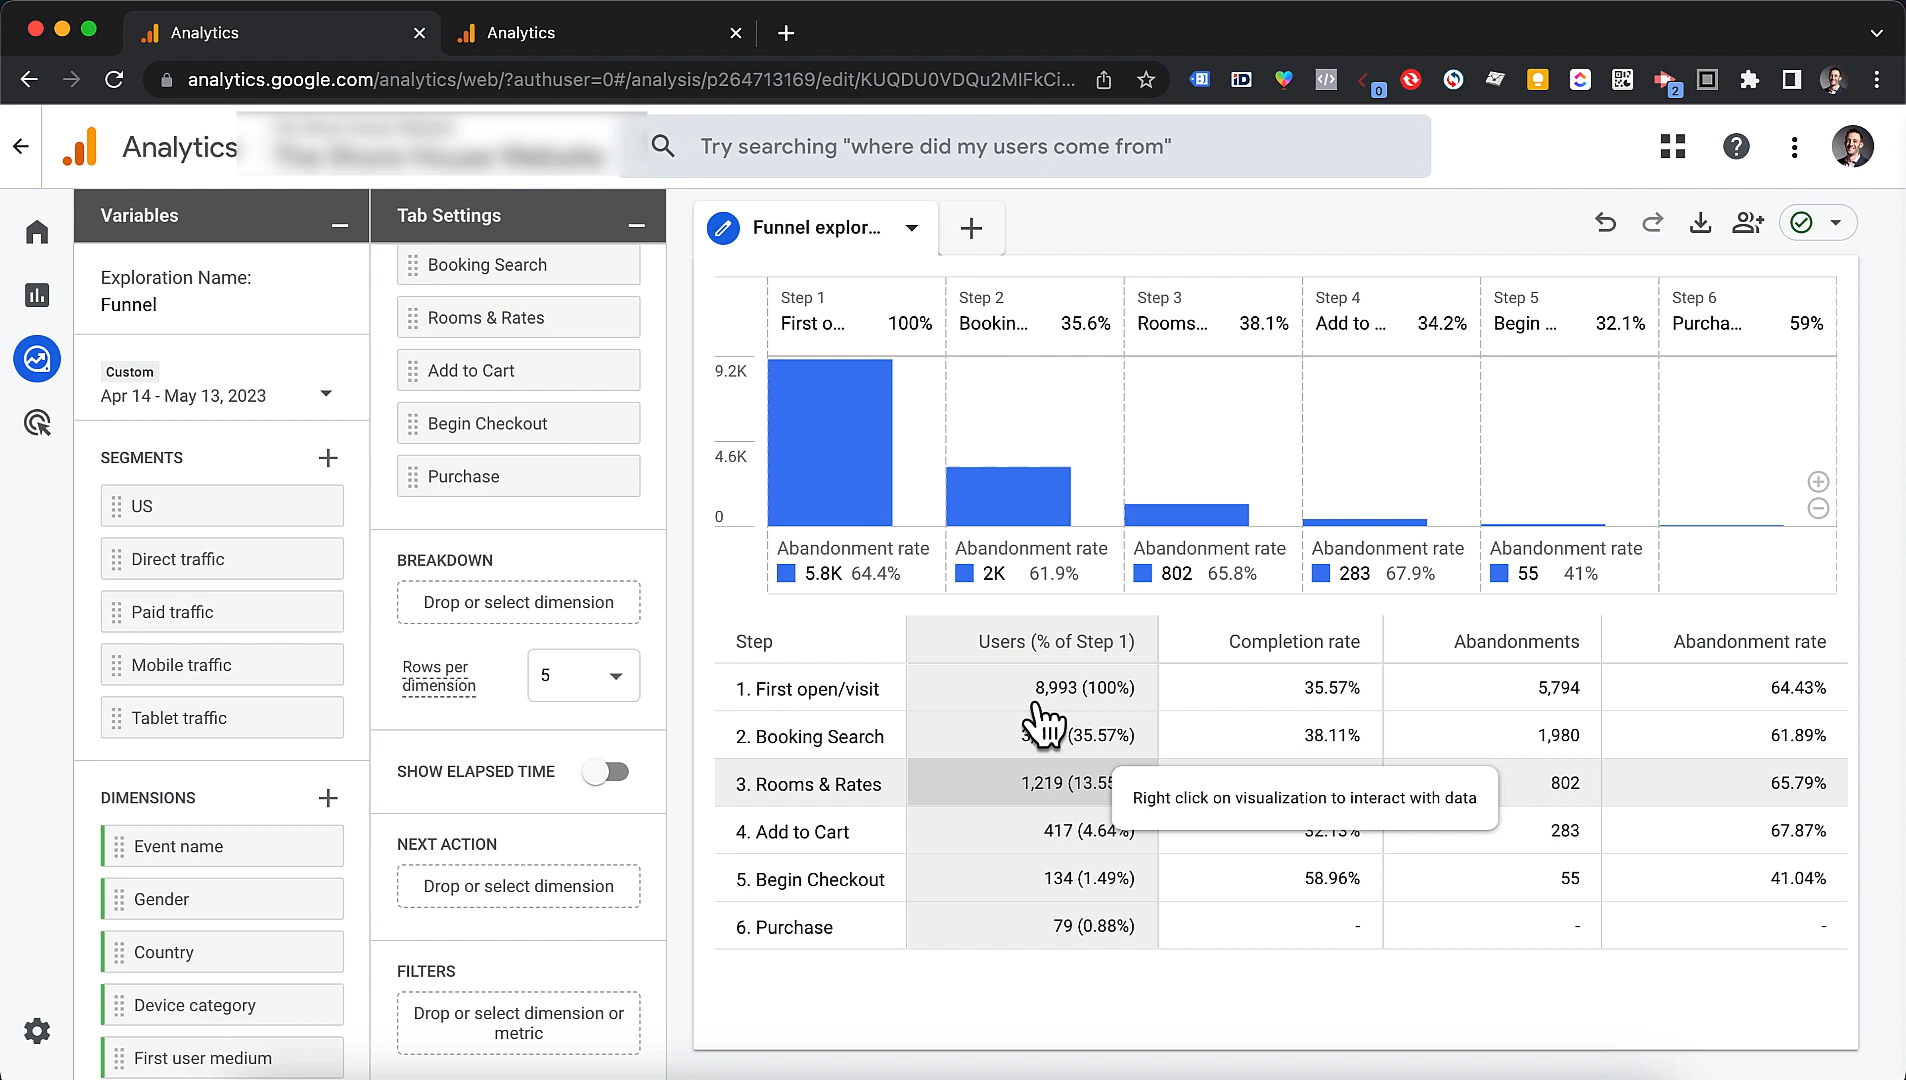 Analytics
Analytics
analytics.google.com/analytics/web/?authuser=0#/analysis/p264713169/edit/KUQDU0VDQu2MlFkCi...
0
2
Analytics
Try searching "where did my users come from"
Variables
Exploration Name:
Funnel
Custom
Apr 14 - May 13, 2023
SEGMENTS
US
Direct traffic
Paid traffic
Mobile traffic
Tablet traffic
DIMENSIONS
Event name
Gender
Country
Device category
First user medium
Tab Settings
Booking Search
Rooms & Rates
Add to Cart
Begin Checkout
Purchase
BREAKDOWN
Drop or select dimension
Rows per
dimension
5
SHOW ELAPSED TIME
NEXT ACTION
Drop or select dimension
FILTERS
Drop or select dimension or
metric
Funnel explor...
Step 1 Step 2 Step 3 Step 4 Step 5 Step 6
First o... 100% Bookin... 35.6% Rooms... 38.1% Add to ... 34.2% Begin ... 32.1% Purcha... 59%
9.2K
4.6K
0
Abandonment rate Abandonment rate Abandonment rate Abandonment rate Abandonment rate
5.8K 64.4% 2K 61.9% 802 65.8% 283 67.9% 55 41%
Step Users (% of Step 1) Completion rate Abandonments Abandonment rate
1. First open/visit 8,993 (100%) 35.57% 5,794 64.43%
2. Booking Search (35.57%) 38.11% 1,980 61.89%
3. Rooms & Rates 1,219 802 65.79%
Right click on visualization to interact with data
4. Add to Cart 417 (4.64%) 32.13% 283 67.87%
5. Begin Checkout 134 (1.49%) 58.96% 55 41.04%
6. Purchase 79 (0.88%) - - -